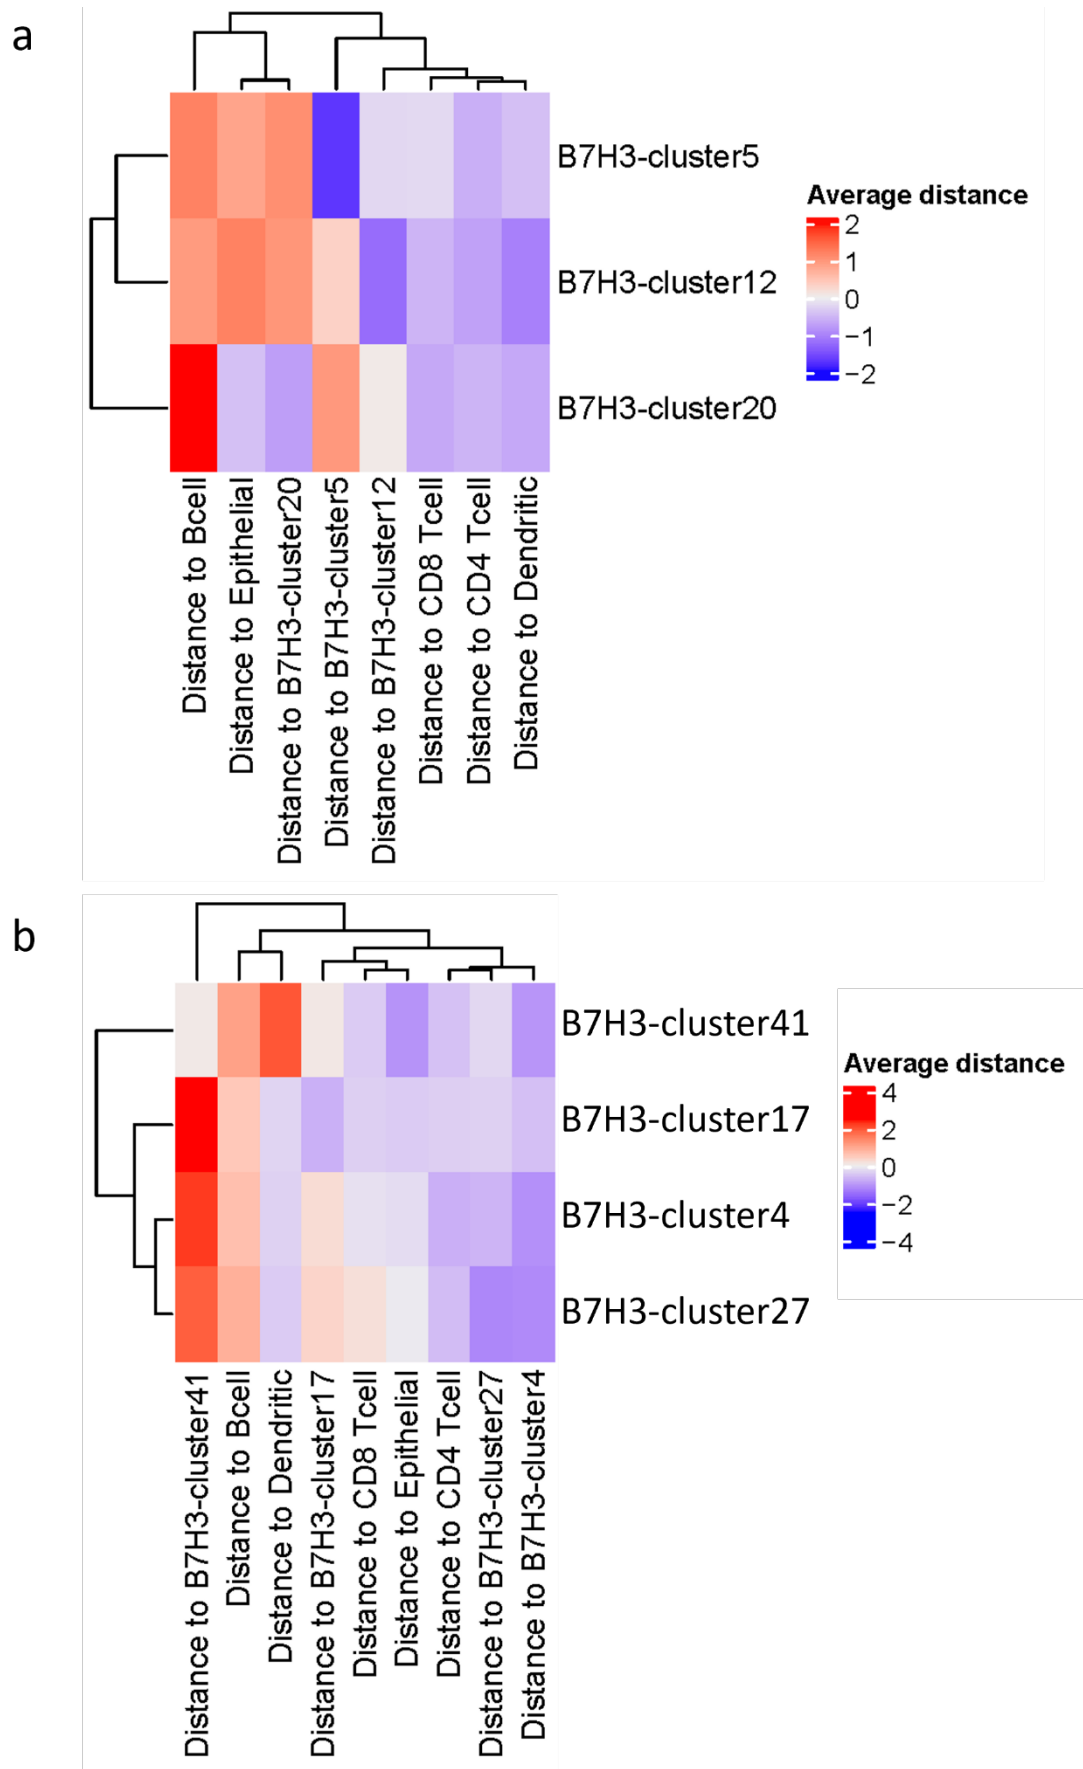 a
B7H3-cluster5
B7H3-cluster12
B7H3-cluster20
Average distance
2
1
0
−1
−2
Distance to Bcell
Distance to Epithelial
Distance to B7H3-cluster20
Distance to B7H3-cluster5
Distance to B7H3-cluster12
Distance to CD8 Tcell
Distance to CD4 Tcell
Distance to Dendritic
b
B7H3-cluster41
B7H3-cluster17
B7H3-cluster4
B7H3-cluster27
Average distance
4
2
0
−2
−4
Distance to B7H3-cluster41
Distance to Bcell
Distance to Dendritic
Distance to B7H3-cluster17
Distance to CD8 Tcell
Distance to Epithelial
Distance to CD4 Tcell
Distance to B7H3-cluster27
Distance to B7H3-cluster4